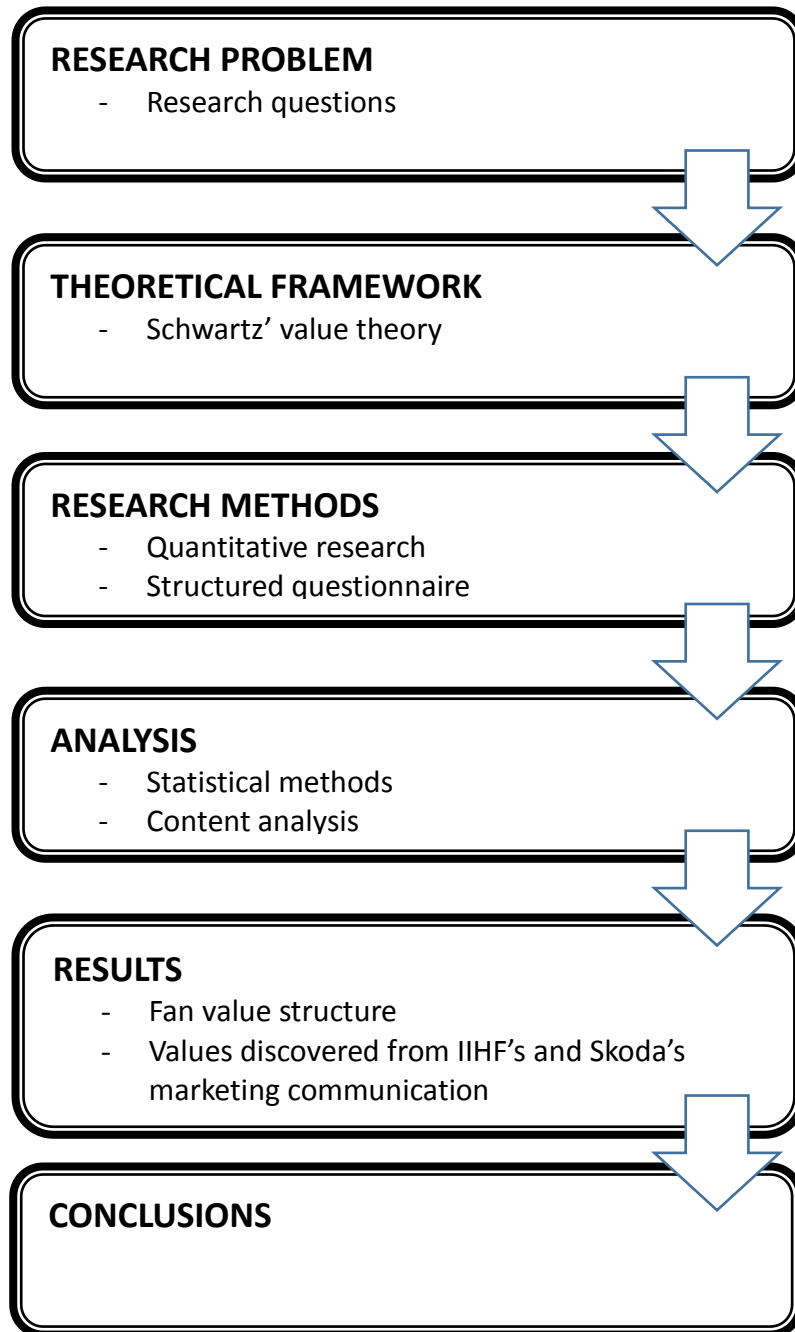 RESEARCH PROBLEM
- Research questions
THEORETICAL FRAMEWORK
- Schwartz’ value theory
RESEARCH METHODS
- Quantitative research
- Structured questionnaire
ANALYSIS
- Statistical methods
- Content analysis
RESULTS
- Fan value structure
- Values discovered from IIHF’s and Skoda’s
marketing communication
CONCLUSIONS